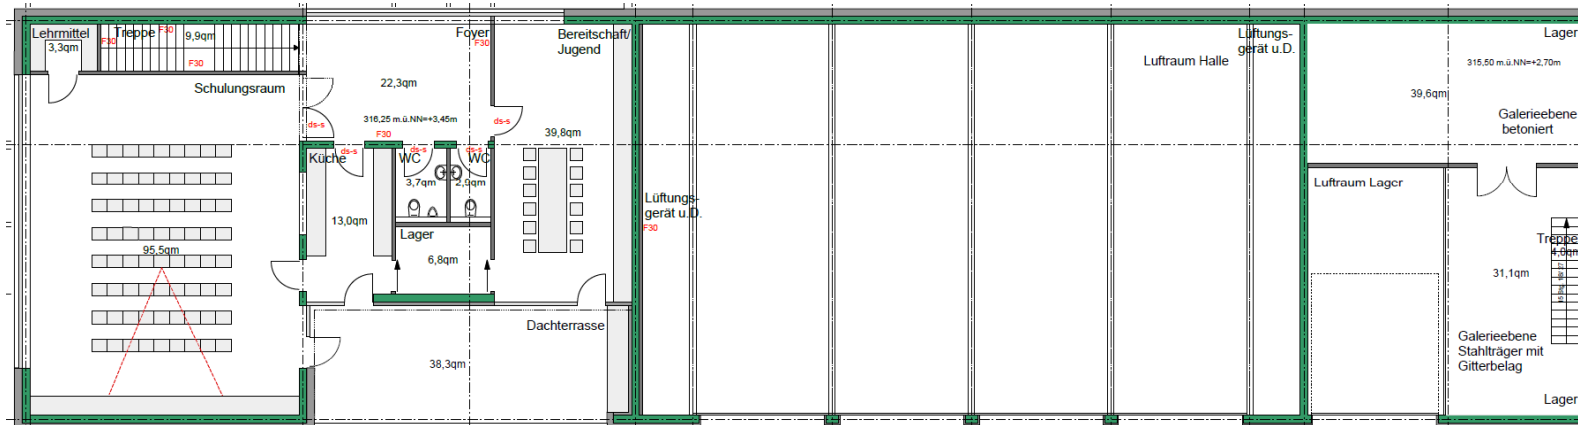 Lehrmittel
3,3qm
F30
Treppe
F30
9,9qm
F30
Schulungsraum
95,5qm
Foyer
F30
22,3qm
316,25 m.ü.NN=+3,45m
F30
ds-s
ds-s
Bereitschaft/
Jugend
39,8qm
ds-s
ds-s
ds-s
Küche
13,0qm
WC
3,7qm
WC
2,9qm
Lager
6,8qm
Dachterrasse
38,3qm
Lüftungs-
gerät u.D.
F30
Luftraum Halle
Lüftungs-
gerät u.D.
Lager
315,50 m.ü.NN=+2,70m
39,6qm
Galerieebene
betoniert
Luftraum Lager
Treppe
4,0qm
31,1qm
Galerieebene
Stahlträger mit
Gitterbelag
Lager